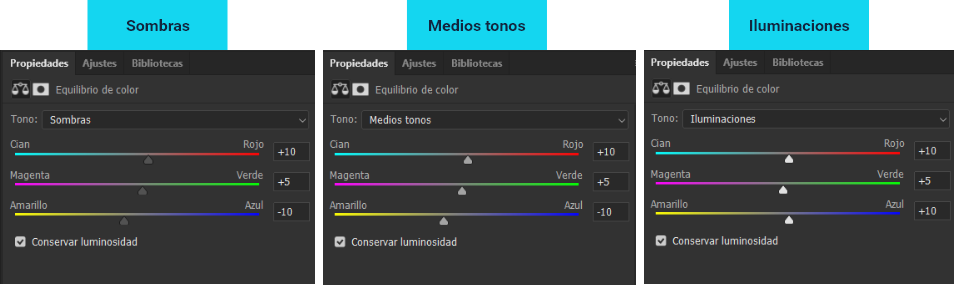 Sombras
Propiedades Ajustes Bibliotecas
Equilibrio de color
Tono: Sombras
Cian Rojo +10
Magenta Verde +5
Amarillo Azul -10
Conservar luminosidad
Medios tonos
Propiedades Ajustes Bibliotecas
Equilibrio de color
Tono: Medios tonos
Cian Rojo +10
Magenta Verde +5
Amarillo Azul -10
Conservar luminosidad
Iluminaciones
Propiedades Ajustes Bibliotecas
Equilibrio de color
Tono: Iluminaciones
Cian Rojo +10
Magenta Verde +5
Amarillo Azul +10
Conservar luminosidad